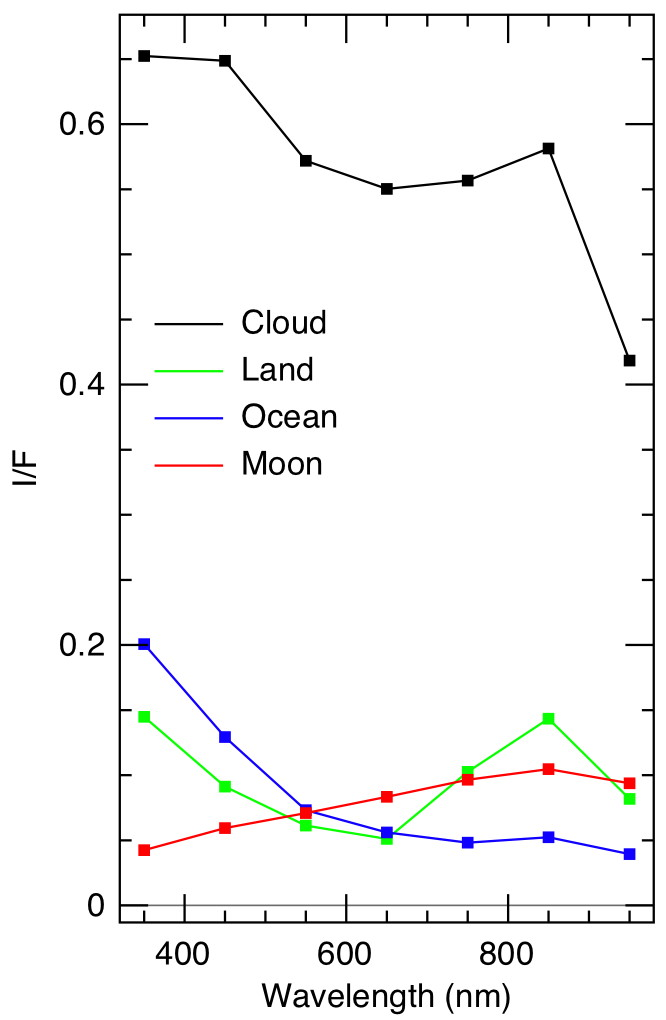 0.6
0.4
0.2
0
I/F
Cloud
Land
Ocean
Moon
400 600 800
Wavelength (nm)